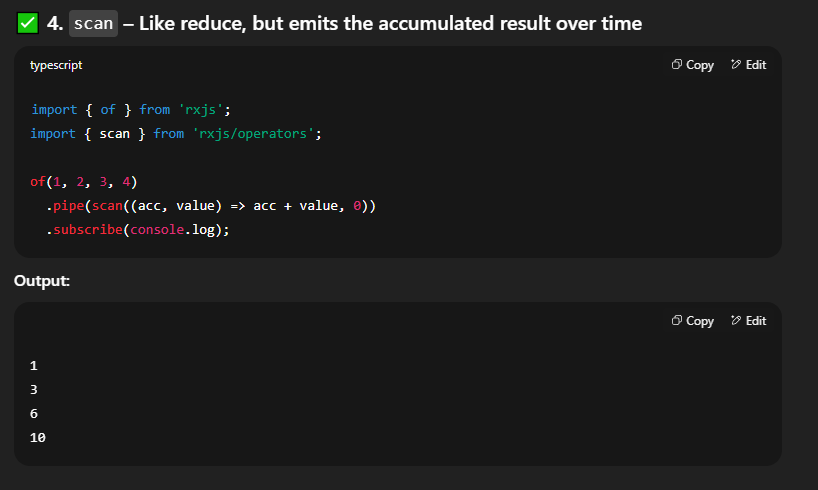 ✅ 4. scan – Like reduce, but emits the accumulated result over time
typescript
Copy Edit
import { of } from 'rxjs';
import { scan } from 'rxjs/operators';
of(1, 2, 3, 4)
.pipe(scan((acc, value) => acc + value, 0))
.subscribe(console.log);
Output:
Copy Edit
1
3
6
10